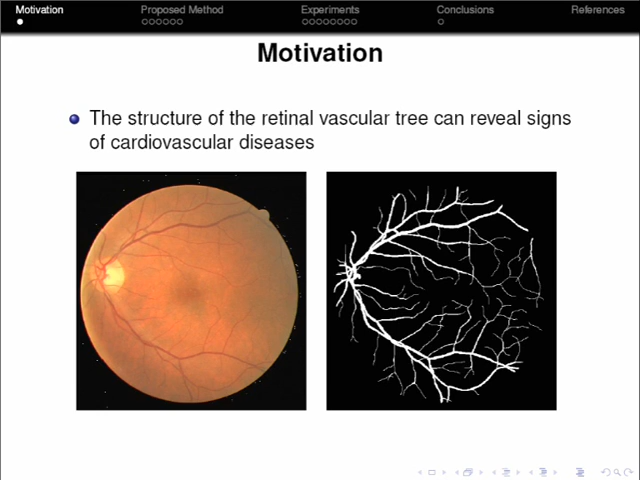 Motivation Proposed Method Experiments Conclusions References
Motivation
The structure of the retinal vascular tree can reveal signs
of cardiovascular diseases